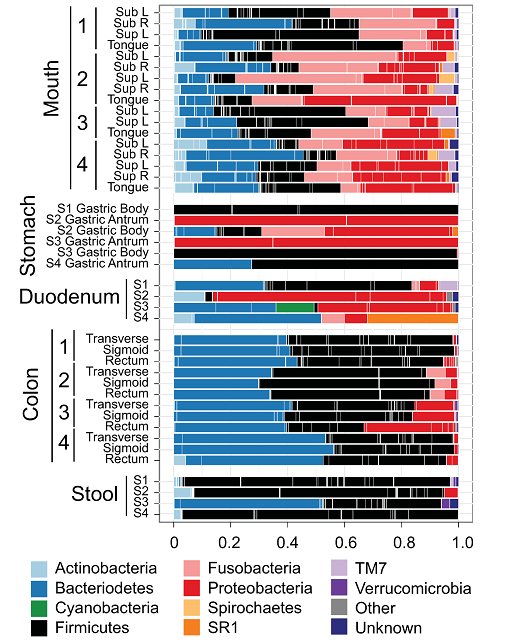 Mouth
1
Sub L
Sub R
Sup L
Tongue
2
Sub L
Sub R
Sup L
Sup R
Tongue
3
Sub L
Sup L
Tongue
4
Sub L
Sub R
Sup L
Sup R
Tongue
Stomach
S1 Gastric Body
S2 Gastric Antrum
S2 Gastric Body
S3 Gastric Antrum
S3 Gastric Body
S4 Gastric Antrum
Duodenum
S1
S2
S3
S4
Colon
1
Transverse
Sigmoid
Rectum
2
Transverse
Sigmoid
Rectum
3
Transverse
Sigmoid
Rectum
4
Transverse
Sigmoid
Rectum
Stool
S1
S2
S3
S4
0 0.2 0.4 0.6 0.8 1.0
Actinobacteria Fusobacteria TM7
Bacteriodetes Proteobacteria Verrucomicrobia
Cyanobacteria Spirochaetes Other
Firmicutes SR1 Unknown